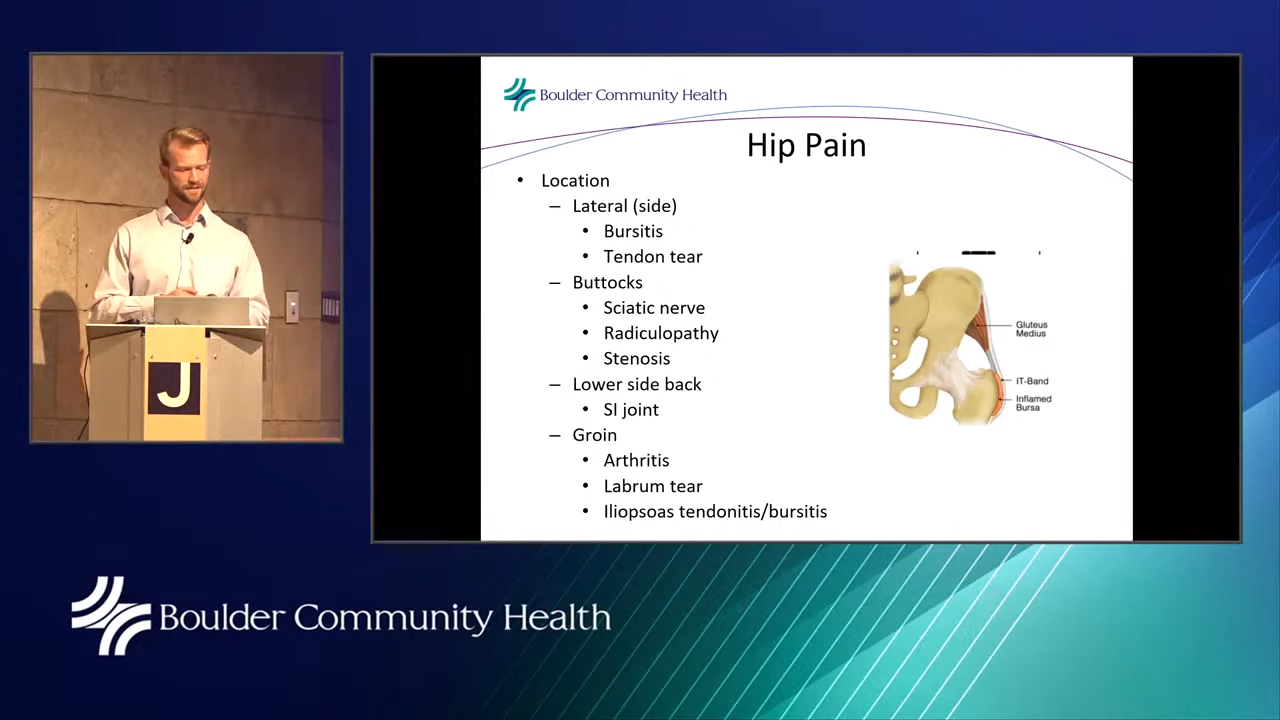 J
Boulder Community Health
Hip Pain
• Location
– Lateral (side)
• Bursitis
• Tendon tear
– Buttocks
• Sciatic nerve
• Radiculopathy
• Stenosis
– Lower side back
• SI joint
– Groin
• Arthritis
• Labrum tear
• Iliopsoas tendonitis/bursitis
Gluteus
Medius
IT-Band
Inflamed
Bursa
Boulder Community Health